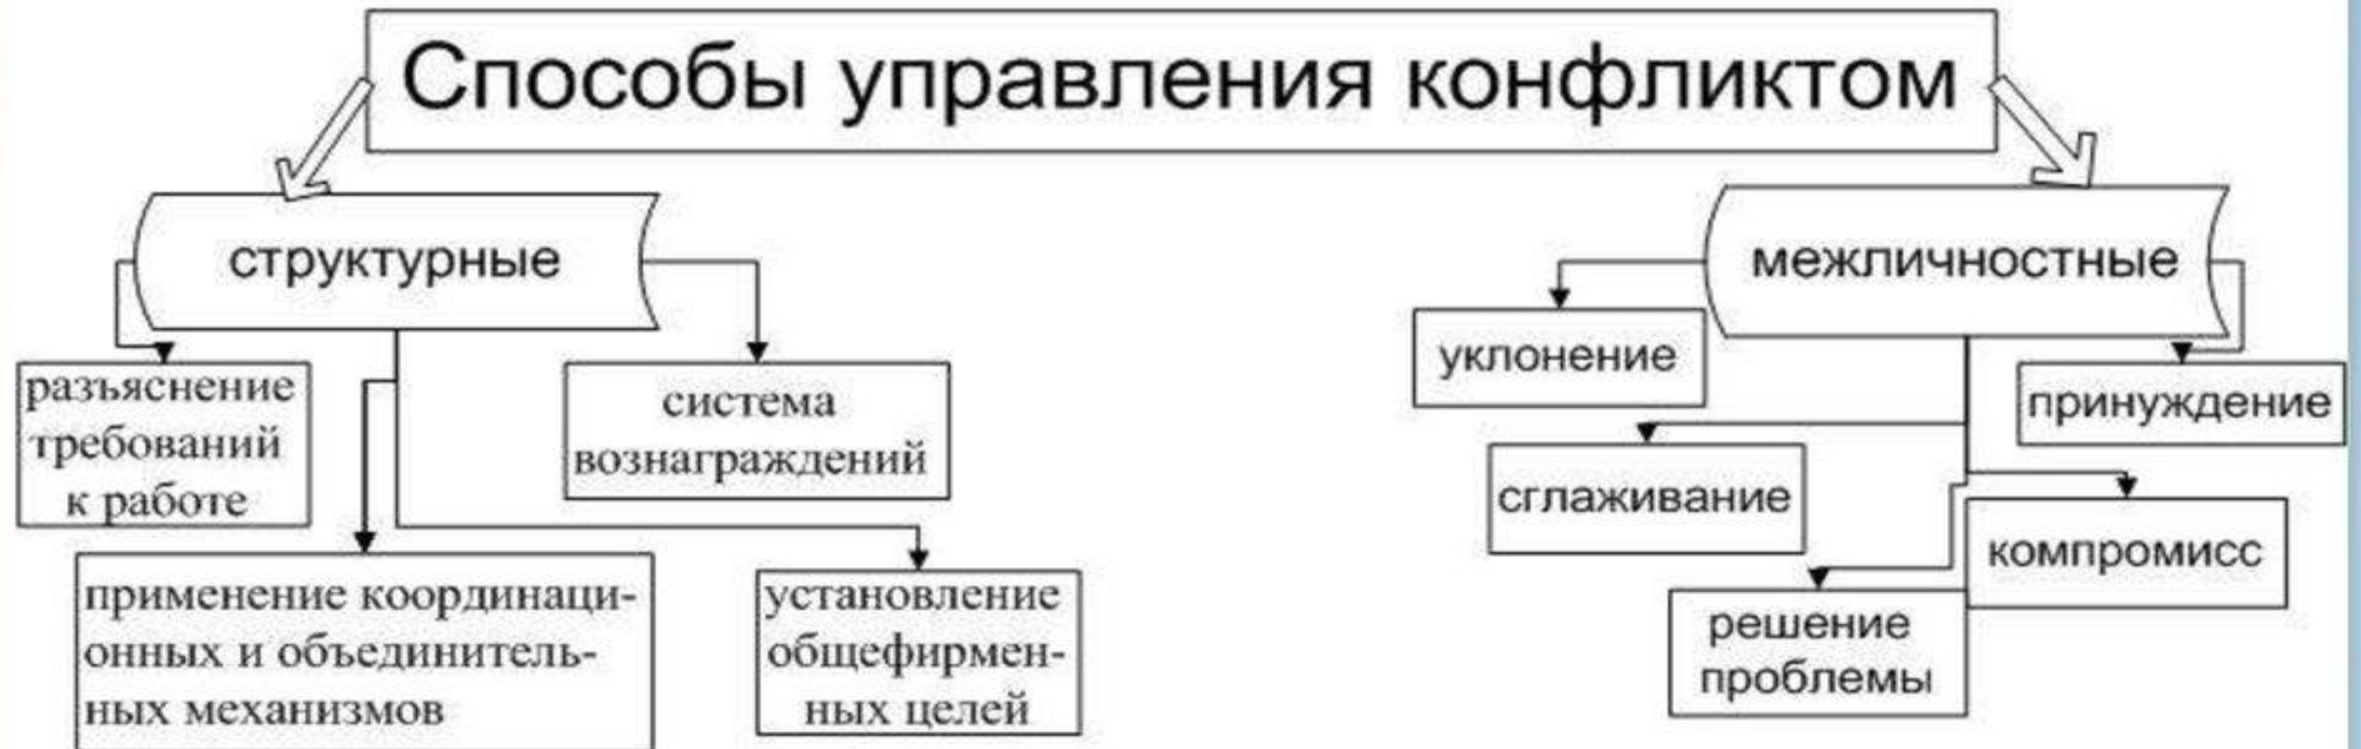 Способы управления конфликтом
структурные
разъяснение
требований
к работе
применение координаци-
онных и объединитель-
ных механизмов
система
вознаграждений
установление
общефирмен-
ных целей
межличностные
уклонение
сглаживание
решение
проблемы
компромисс
принуждение